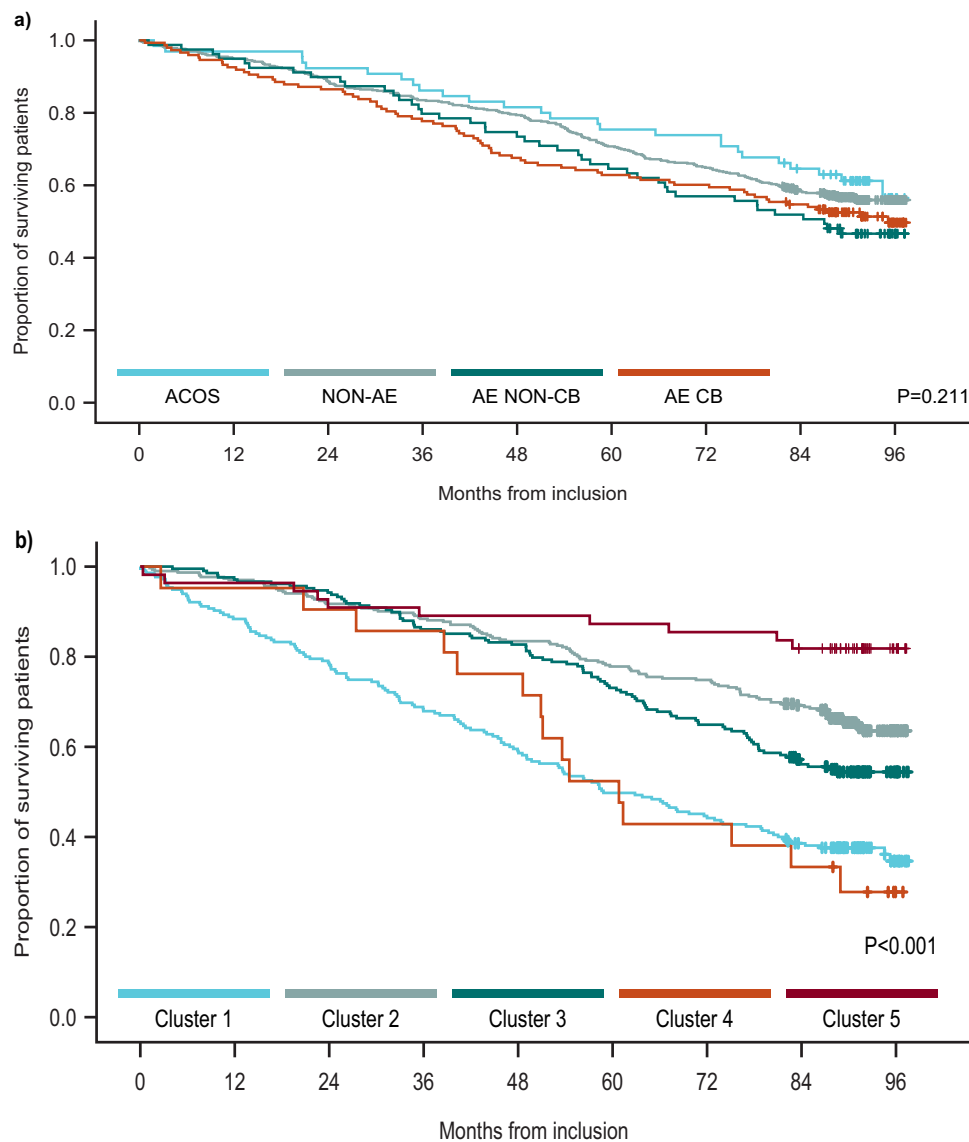 a)
Proportion of surviving patients
1.0
0.8
0.6
0.4
0.2
0.0
ACOS NON-AE AE NON-CB AE CB P=0.211
0 12 24 36 48 60 72 84 96
Months from inclusion
b)
Proportion of surviving patients
1.0
0.8
0.6
0.4
0.2
0.0
P<0.001
Cluster 1 Cluster 2 Cluster 3 Cluster 4 Cluster 5
0 12 24 36 48 60 72 84 96
Months from inclusion